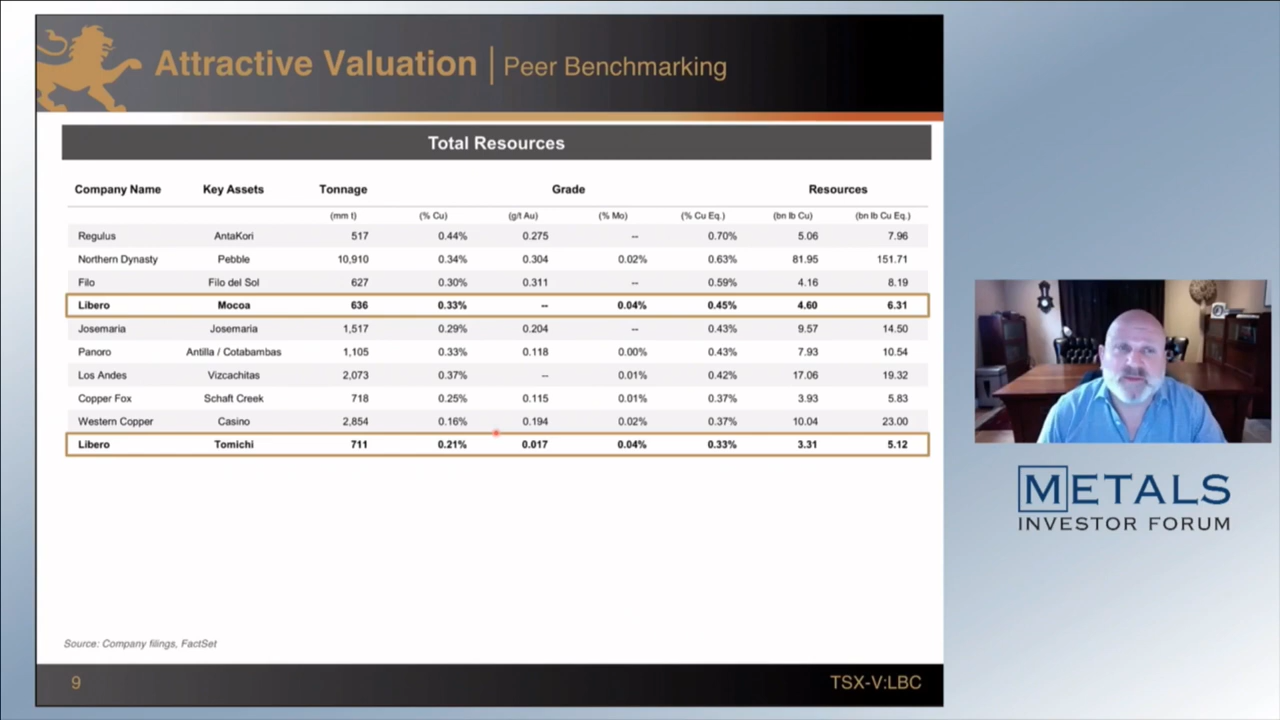 Attractive Valuation | Peer Benchmarking
Total Resources
Company Name Key Assets Tonnage Grade Resources
(mm t) (% Cu) (g/t Au) (% Mo) (% Cu Eq.) (bn lb Cu) (bn lb Cu Eq.)
Regulus AntaKori 517 0.44% 0.275 -- 0.70% 5.06 7.96
Northern Dynasty Pebble 10,910 0.34% 0.304 0.02% 0.63% 81.95 151.71
Filo Filo del Sol 627 0.30% 0.311 -- 0.59% 4.16 8.19
Libero Mocoa 636 0.33% -- 0.04% 0.45% 4.60 6.31
Josemaria Josemaria 1,517 0.29% 0.204 -- 0.43% 9.57 14.50
Panoro Antilla / Cotabambas 1,105 0.33% 0.118 0.00% 0.43% 7.93 10.54
Los Andes Vizcachitas 2,073 0.37% -- 0.01% 0.42% 17.06 19.32
Copper Fox Schaft Creek 718 0.25% 0.115 0.01% 0.37% 3.93 5.83
Western Copper Casino 2,854 0.16% 0.194 0.02% 0.37% 10.04 23.00
Libero Tomichi 711 0.21% 0.017 0.04% 0.33% 3.31 5.12
Source: Company filings, FactSet
9 TSX-V:LBC
METALS
INVESTOR FORUM